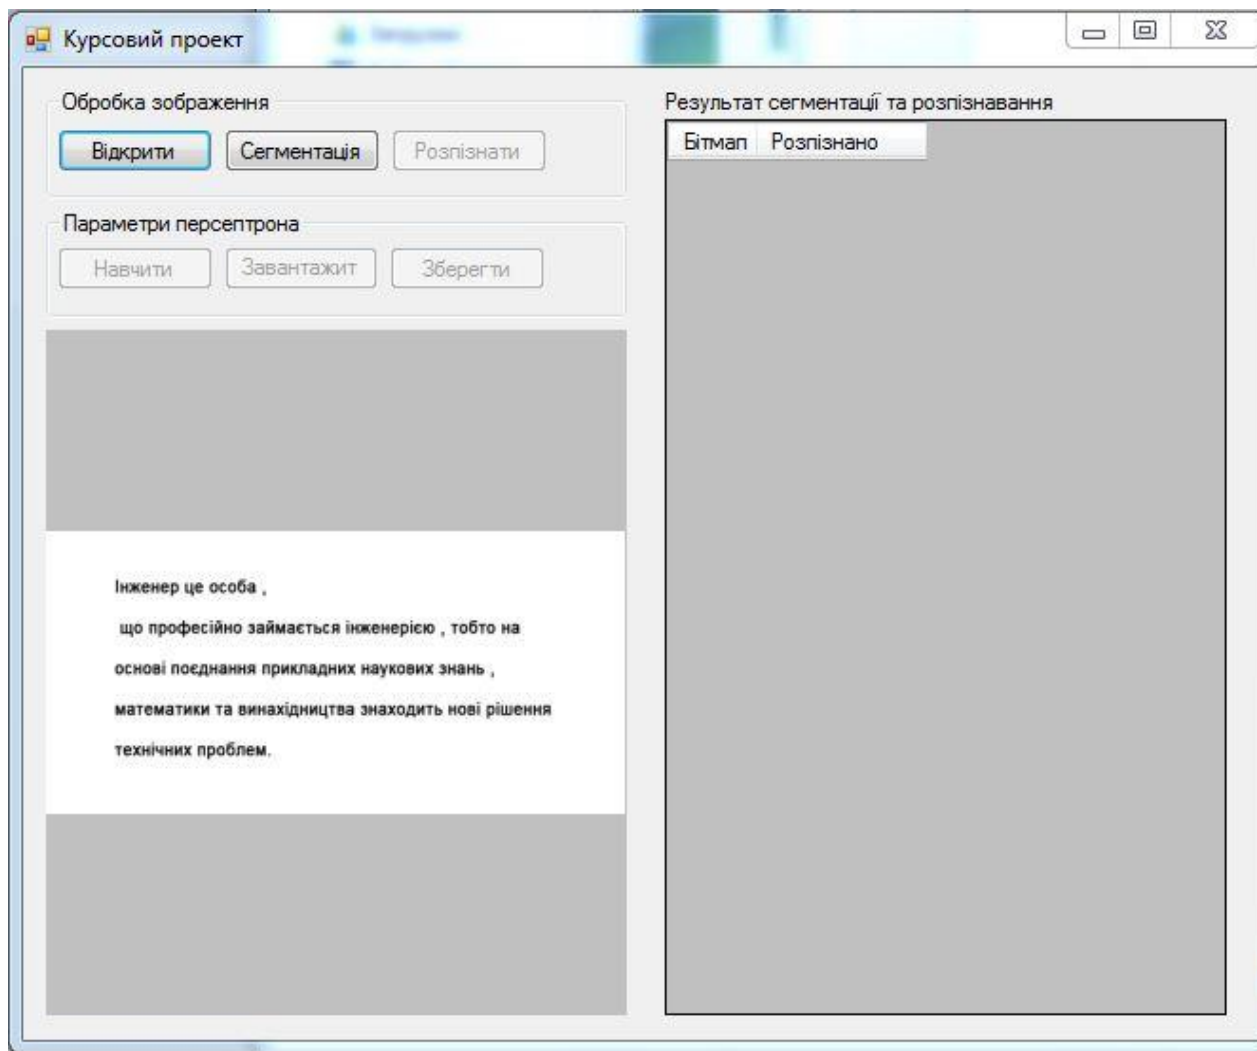 Курсовий проект
Обробка зображення
Відкрити Сегментація Розпізнати
Параметри персептрона
Навчити Завантажит Зберегти
Інженер це особа ,
що професійно займається інженерією , тобто на
основі поєднання прикладних наукових знань ,
математики та винахідництва знаходить нові рішення
технічних проблем.
Результат сегментації та розпізнавання
Бітмап Розпізнано